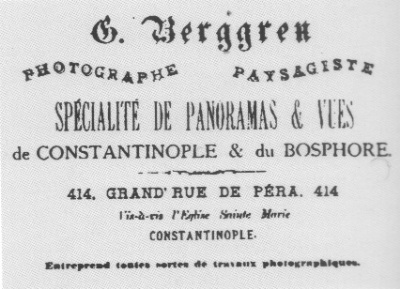 G. Berggren
PHOTOGRAPHE PAYSAGISTE
SPÉCIALITÉ DE PANORAMAS & VUES
de CONSTANTINOPLE & du BOSPHORE.
414, GRAND' RUE DE PÉRA, 414
Vis-à-vis l'Eglise Sainte Marie
CONSTANTINOPLE.
Entreprend toutes sortes de travaux photographiques.